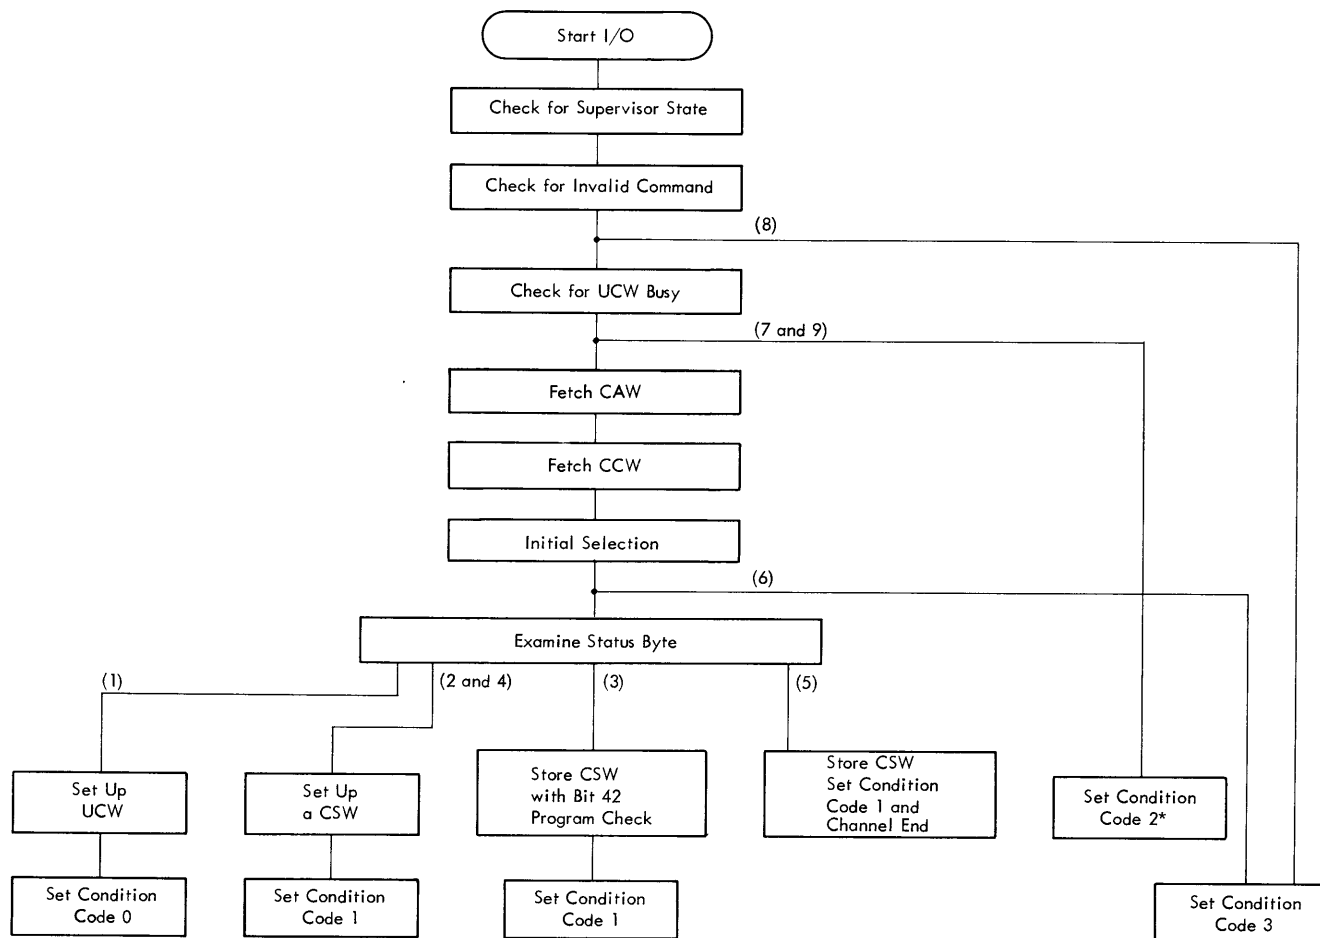 Start I/O
Check for Supervisor State
Check for Invalid Command
(8)
Check for UCW Busy
(7 and 9)
Fetch CAW
Fetch CCW
Initial Selection
(6)
Examine Status Byte
(1)
(2 and 4)
(3)
(5)
Set Up
UCW
Set Up
a CSW
Store CSW
with Bit 42
Program Check
Store CSW
Set Condition
Code 1 and
Channel End
Set Condition
Code 2*
Set Condition
Code 0
Set Condition
Code 1
Set Condition
Code 1
Set Condition
Code 3